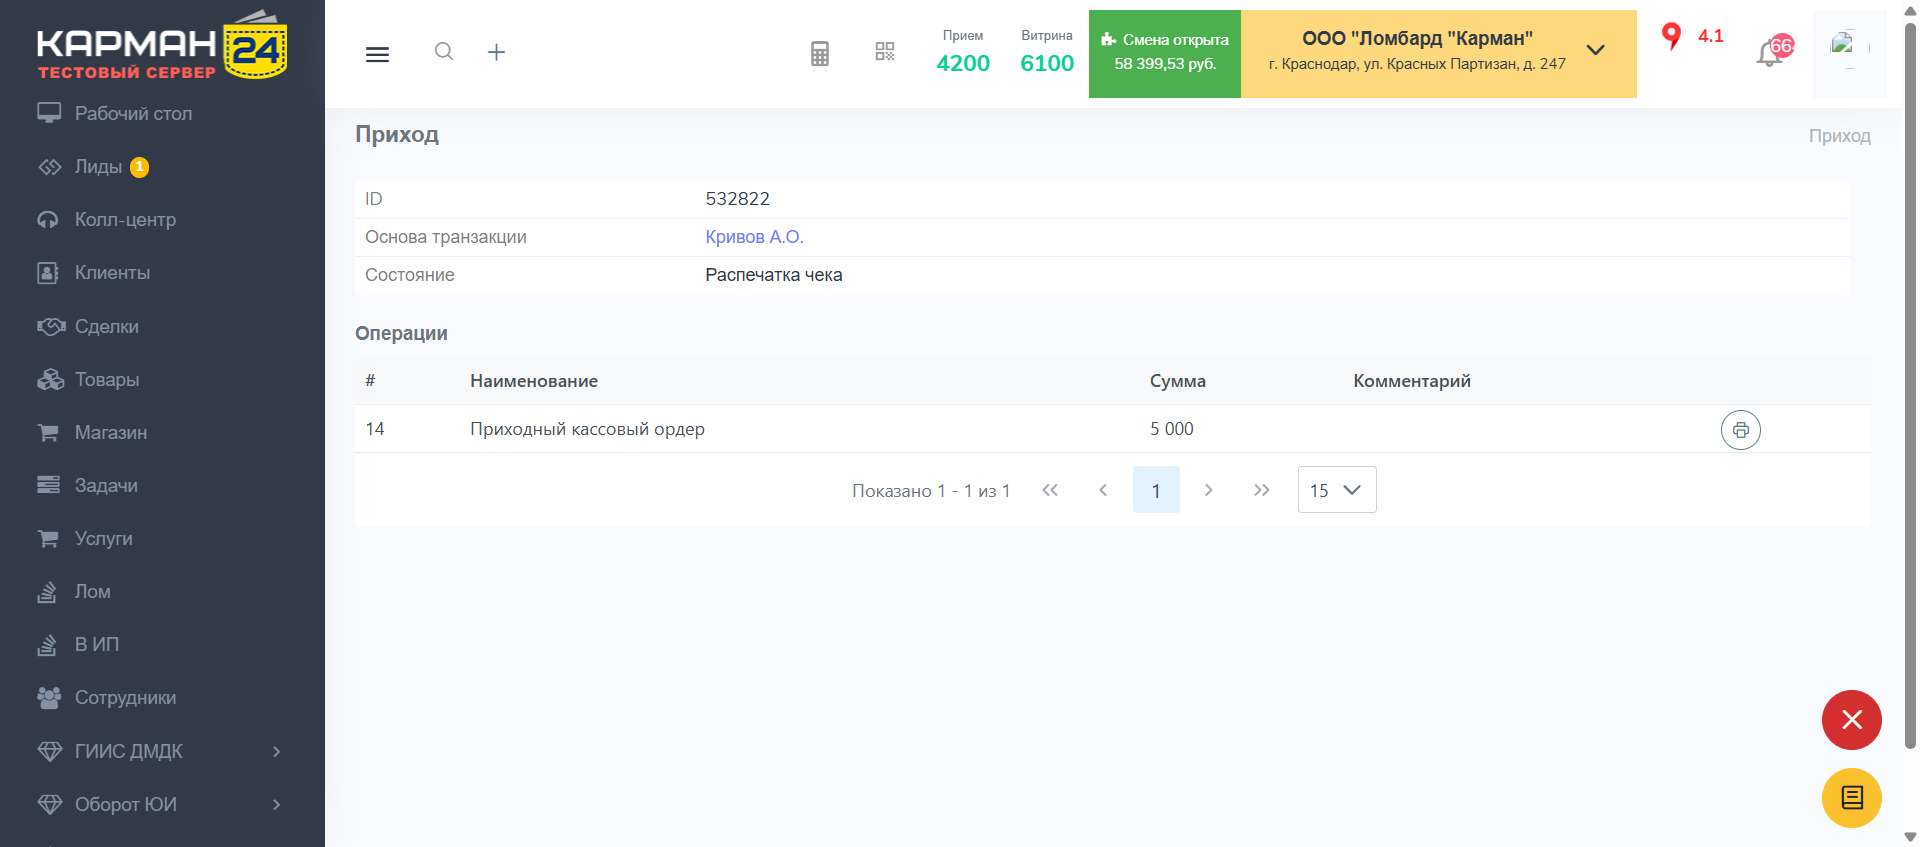 КАРМАН 24
ТЕСТОВЫЙ СЕРВЕР
Рабочий стол
Лиды 1
Колл-центр
Клиенты
Сделки
Товары
Магазин
Задачи
Услуги
Лом
В ИП
Сотрудники
ГИИС ДМДК
Оборот ЮИ
Прием
4200
Витрина
6100
Смена открыта
58 399,53 руб.
ООО "Ломбард "Карман"
г. Краснодар, ул. Красных Партизан, д. 247
4.1
Приход
Приход
ID 532822
Основа транзакции Кривов А.О.
Состояние Распечатка чека
Операции
# Наименование Сумма Комментарий
14 Приходный кассовый ордер 5 000
Показано 1 - 1 из 1
1
15